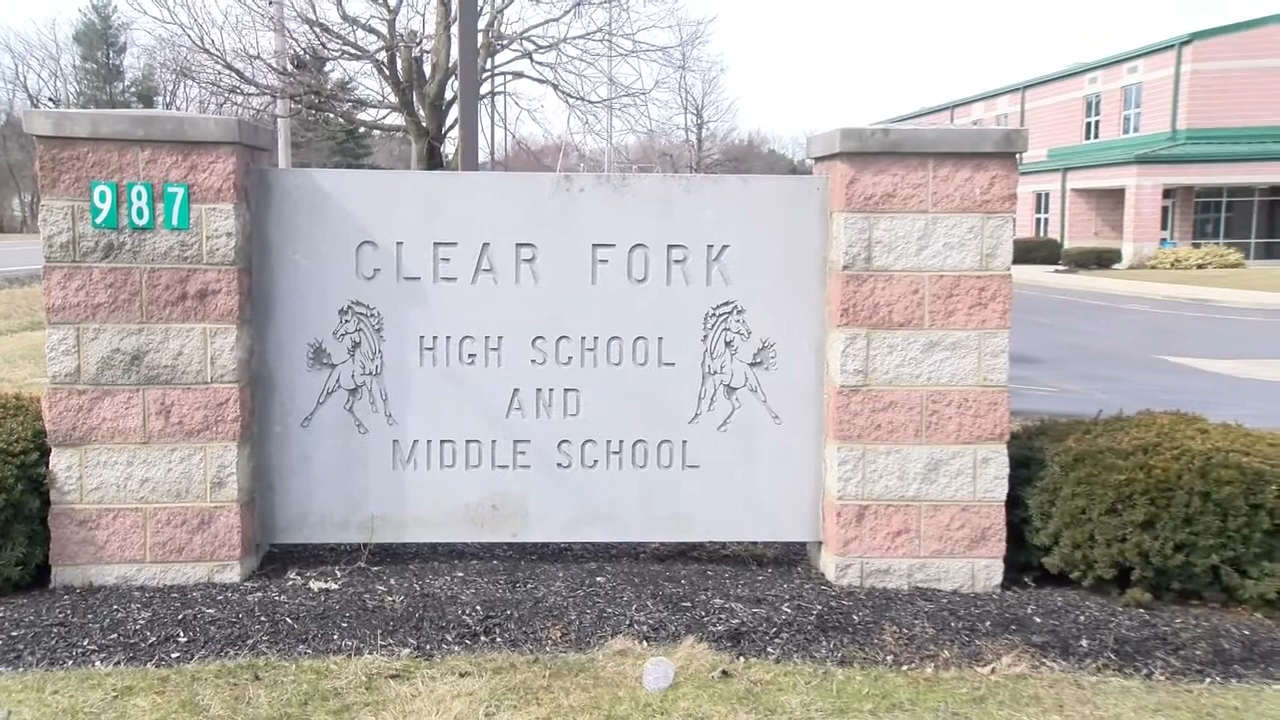 987
CLEAR FORK
HIGH SCHOOL
AND
MIDDLE SCHOOL